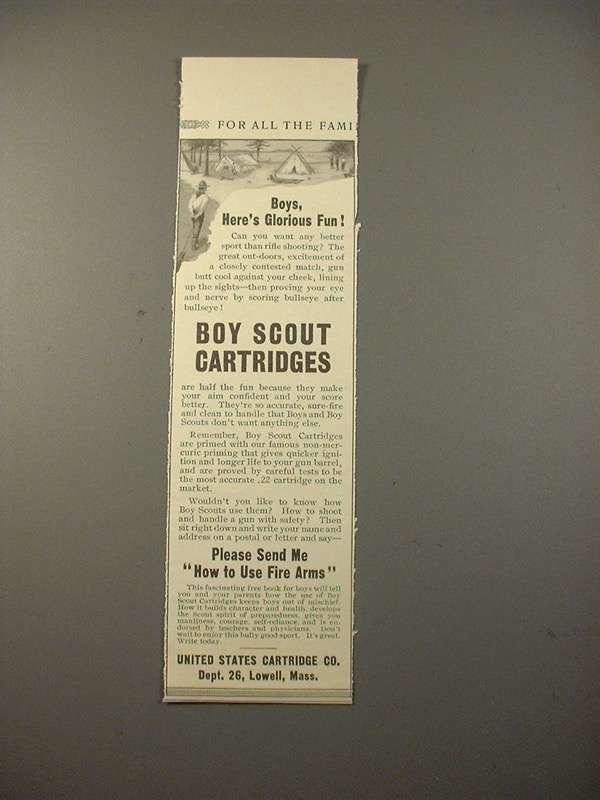 FOR ALL THE FAMI
Boys,
Here's Glorious Fun!
Can you want any better
sport than rifle shooting? The
great out-doors, excitement of
a closely contested match, gun
butt cool against your cheek, lining
up the sights—then proving your eye
and nerve by scoring bullseye after
bullseye!
BOY SCOUT
CARTRIDGES
are half the fun because they make
your aim confident and your score
better. They're so accurate, sure-fire
and clean to handle that Boys and Boy
Scouts don't want anything else.
Remember, Boy Scout Cartridges
are primed with our famous non-mer-
curic priming that gives quicker igni-
tion and longer life to your gun barrel,
and are proved by careful tests to be
the most accurate .22 cartridge on the
market.
Wouldn't you like to know how
Boy Scouts use them? How to shoot
and handle a gun with safety? Then
sit right down and write your name and
address on a postal or letter and say—
Please Send Me
"How to Use Fire Arms"
This fascinating free book for boys will tell
you and your parents how the use of Boy
Scout Cartridges keeps boys out of mischief.
How it builds character and health, develops
the Scout spirit of preparedness, gives you
manliness, courage, self-reliance, and is en-
dorsed by teachers and physicians. Don't
wait to enjoy this bully good sport. It's great.
Write today.
UNITED STATES CARTRIDGE CO.
Dept. 26, Lowell, Mass.